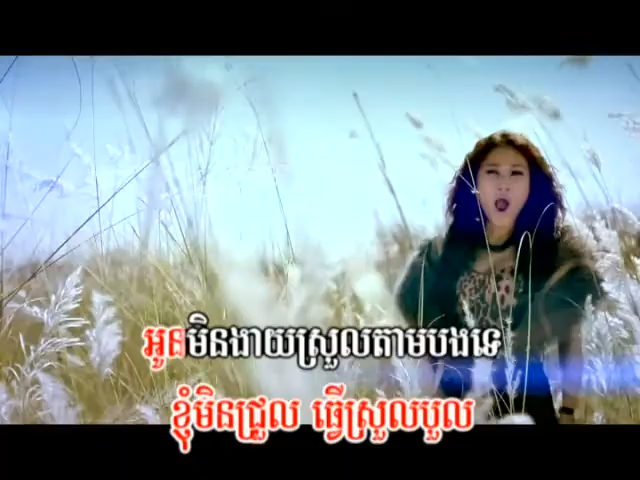 អូនមិនងាយស្រួលតាមបងទេ
ខ្ញុំមិនជ្រួល ធ្វើស្រួលបួល